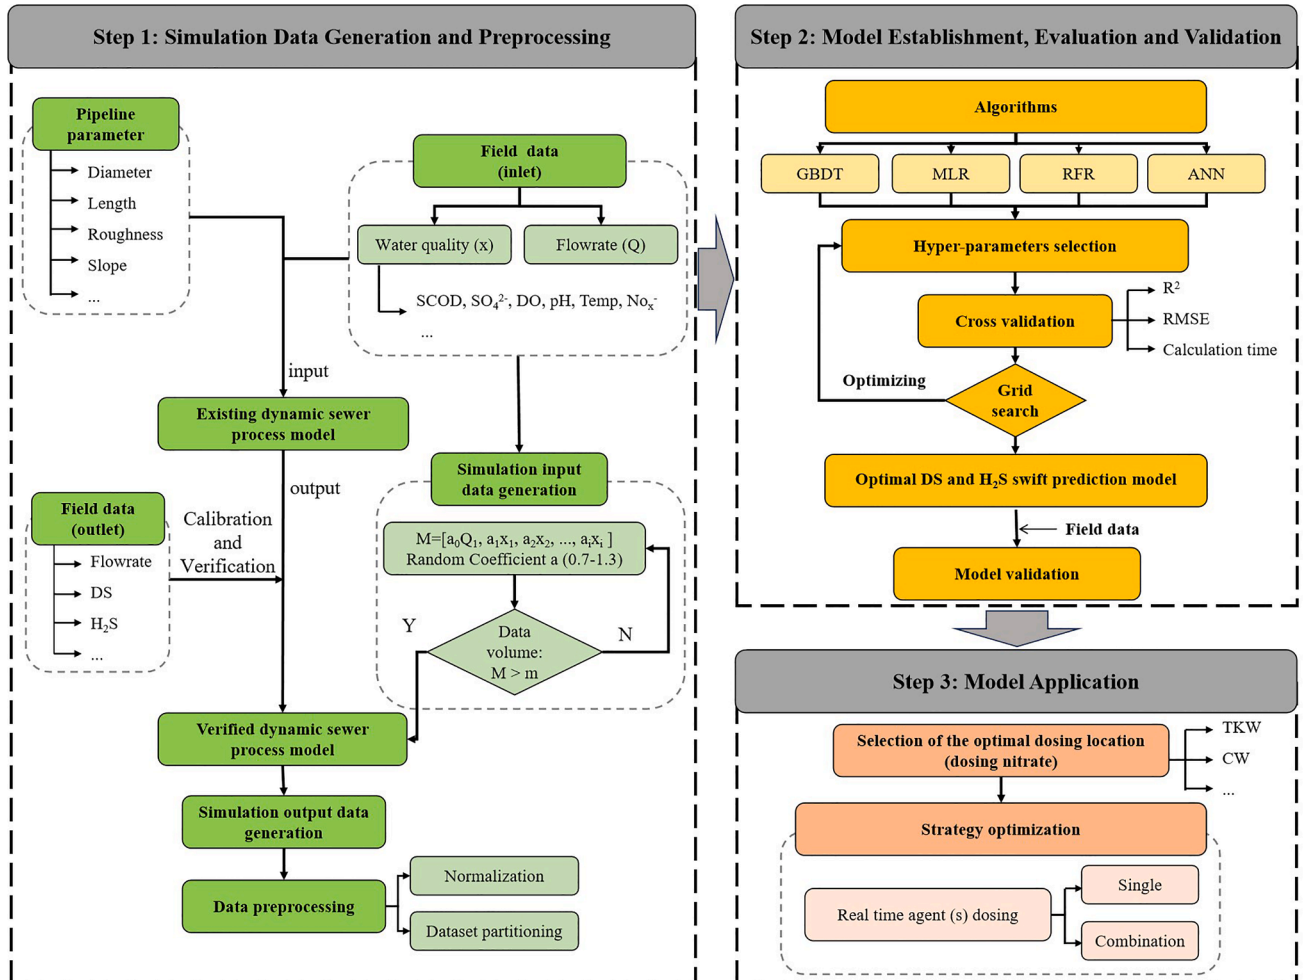 Step 1: Simulation Data Generation and Preprocessing
Pipeline
parameter
Diameter
Length
Roughness
Slope
...
Field data
(inlet)
Water quality (x)
Flowrate (Q)
SCOD, SO₄²⁻, DO, pH, Temp, Noₓ⁻
...
input
Existing dynamic sewer
process model
output
Simulation input
data generation
M=[a₀Q₁, a₁x₁, a₂x₂, ..., aᵢxᵢ ]
Random Coefficient a (0.7-1.3)
Data
volume:
M > m
Y
N
Field data
(outlet)
Flowrate
DS
H₂S
...
Calibration
and
Verification
Verified dynamic sewer
process model
Simulation output data
generation
Data preprocessing
Normalization
Dataset partitioning
Step 2: Model Establishment, Evaluation and Validation
Algorithms
GBDT
MLR
RFR
ANN
Hyper-parameters selection
Cross validation
R²
RMSE
Calculation time
Optimizing
Grid
search
Optimal DS and H₂S swift prediction model
Field data
Model validation
Step 3: Model Application
Selection of the optimal dosing location
(dosing nitrate)
TKW
CW
...
Strategy optimization
Real time agent (s) dosing
Single
Combination